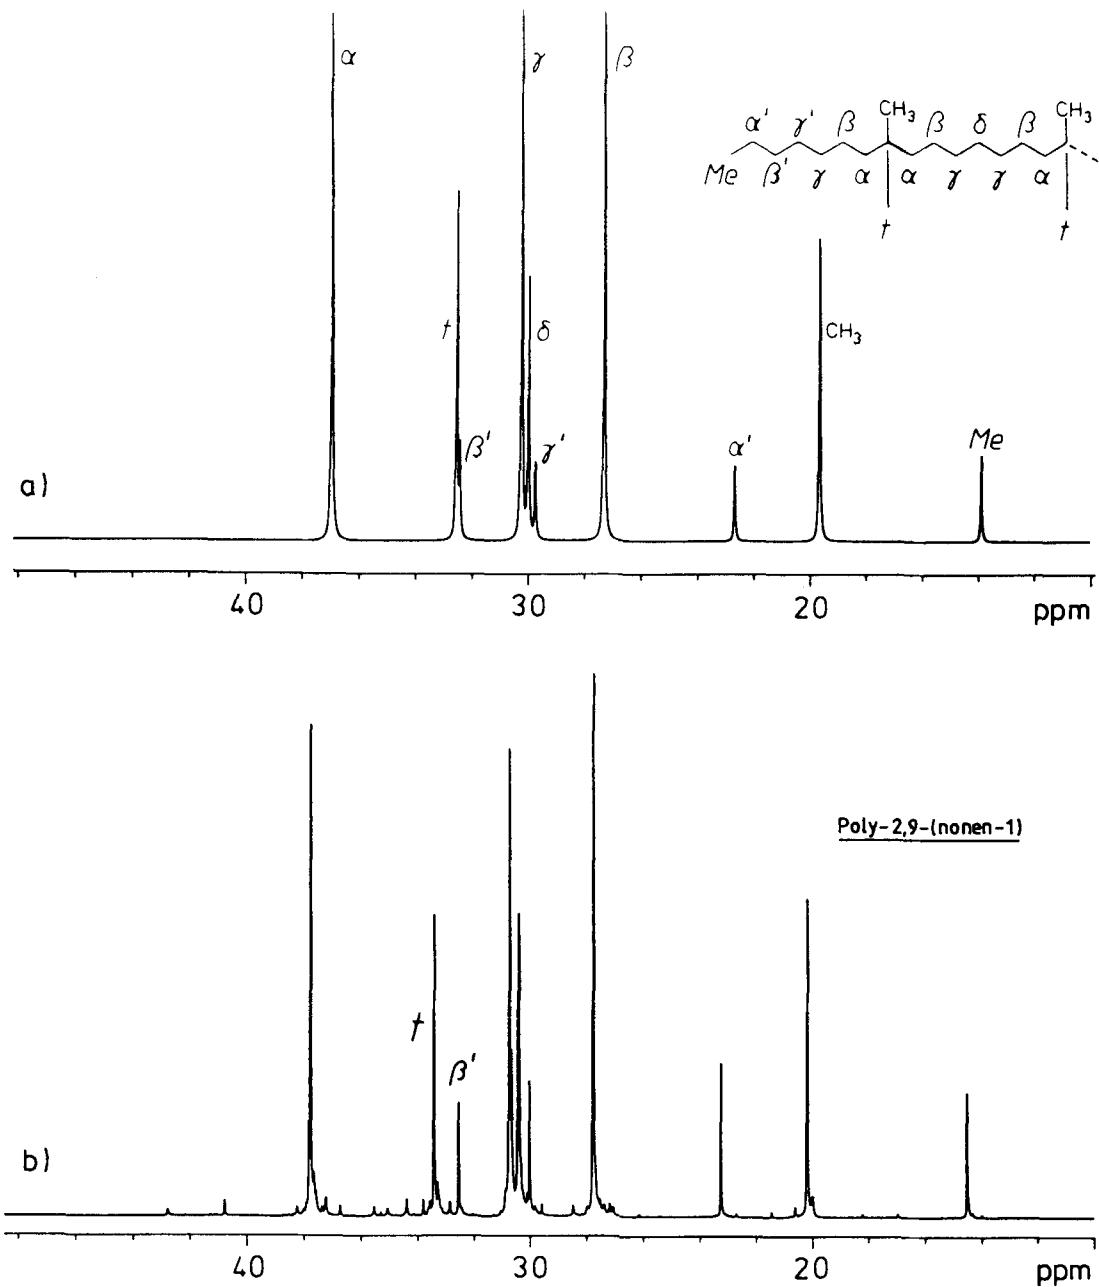 α
γ
β
CH₃
CH₃
α'
γ'
β
β
δ
β
Me
β'
γ
α
α
γ
γ
α
t
t
t
δ
CH₃
β'
γ'
α'
Me
a)
40
30
20
ppm
Poly-2,9-(nonen-1)
t
β'
b)
40
30
20
ppm